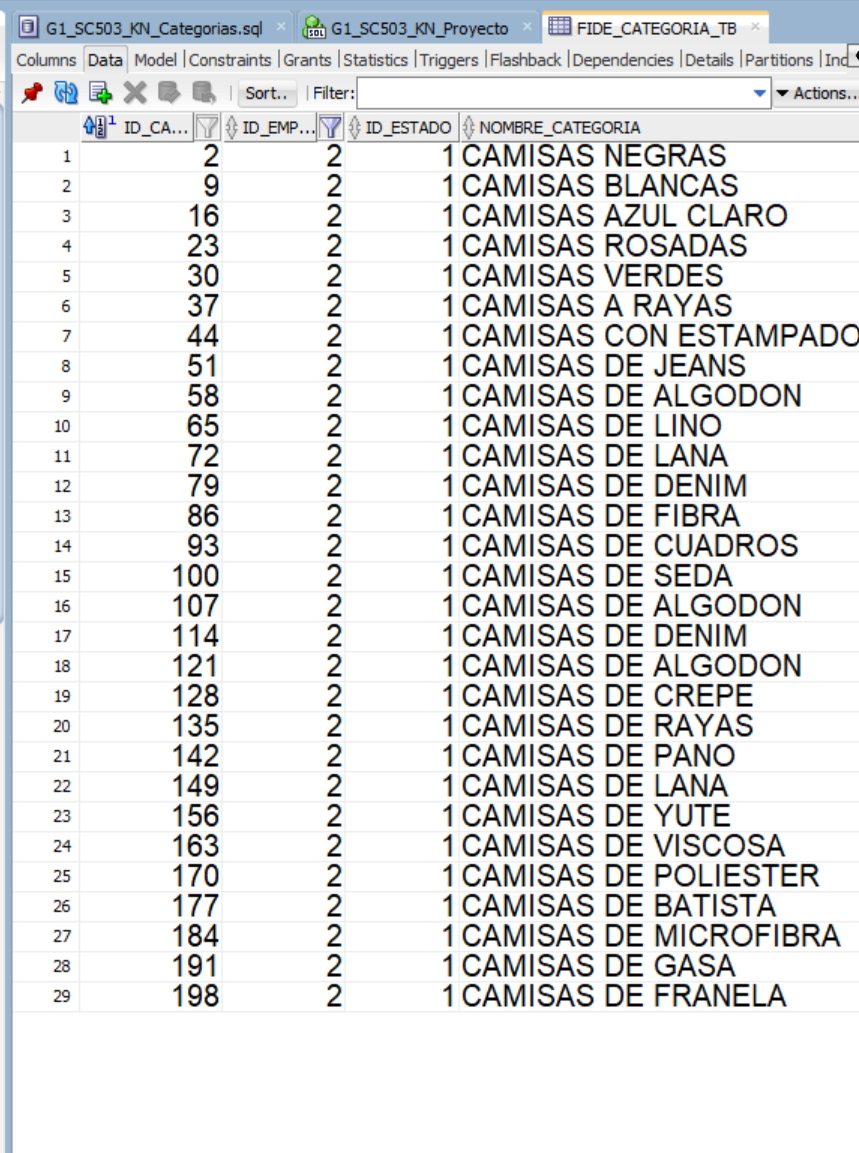 G1_SC503_KN_Categorias.sql × G1_SC503_KN_Proyecto × FIDE_CATEGORIA_TB ×
Columns Data Model |Constraints |Grants |Statistics |Triggers |Flashback |Dependencies |Details |Partitions |Ind
Sort.. Filter: Actions...
ID_CA... ID_EMP... ID_ESTADO NOMBRE_CATEGORIA
1 2 2 1 CAMISAS NEGRAS
2 9 2 1 CAMISAS BLANCAS
3 16 2 1 CAMISAS AZUL CLARO
4 23 2 1 CAMISAS ROSADAS
5 30 2 1 CAMISAS VERDES
6 37 2 1 CAMISAS A RAYAS
7 44 2 1 CAMISAS CON ESTAMPADO
8 51 2 1 CAMISAS DE JEANS
9 58 2 1 CAMISAS DE ALGODON
10 65 2 1 CAMISAS DE LINO
11 72 2 1 CAMISAS DE LANA
12 79 2 1 CAMISAS DE DENIM
13 86 2 1 CAMISAS DE FIBRA
14 93 2 1 CAMISAS DE CUADROS
15 100 2 1 CAMISAS DE SEDA
16 107 2 1 CAMISAS DE ALGODON
17 114 2 1 CAMISAS DE DENIM
18 121 2 1 CAMISAS DE ALGODON
19 128 2 1 CAMISAS DE CREPE
20 135 2 1 CAMISAS DE RAYAS
21 142 2 1 CAMISAS DE PANO
22 149 2 1 CAMISAS DE LANA
23 156 2 1 CAMISAS DE YUTE
24 163 2 1 CAMISAS DE VISCOSA
25 170 2 1 CAMISAS DE POLIESTER
26 177 2 1 CAMISAS DE BATISTA
27 184 2 1 CAMISAS DE MICROFIBRA
28 191 2 1 CAMISAS DE GASA
29 198 2 1 CAMISAS DE FRANELA